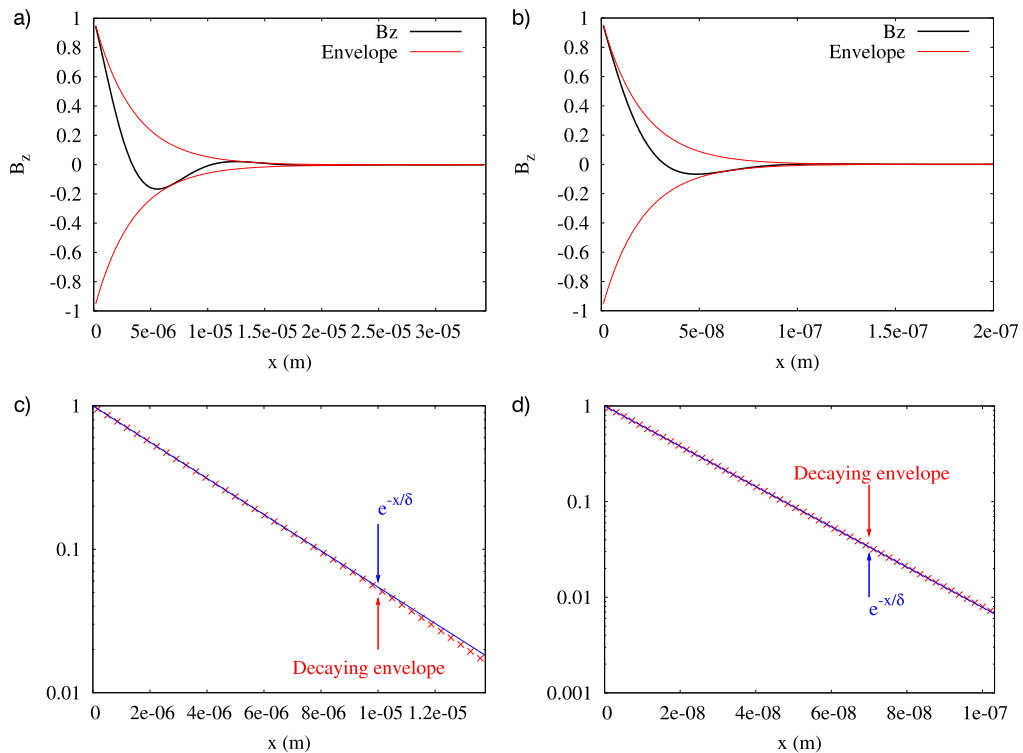 a)
Bz
Envelope
1
0.8
0.6
0.4
0.2
0
-0.2
-0.4
-0.6
-0.8
-1
B_z
0 5e-06 1e-05 1.5e-05 2e-05 2.5e-05 3e-05
x (m)
b)
Bz
Envelope
1
0.8
0.6
0.4
0.2
0
-0.2
-0.4
-0.6
-0.8
-1
B_z
0 5e-08 1e-07 1.5e-07 2e-07
x (m)
c)
1
0.1
0.01
e^{-x/δ}
Decaying envelope
0 2e-06 4e-06 6e-06 8e-06 1e-05 1.2e-05
x (m)
d)
1
0.1
0.01
0.001
Decaying envelope
e^{-x/δ}
0 2e-08 4e-08 6e-08 8e-08 1e-07
x (m)